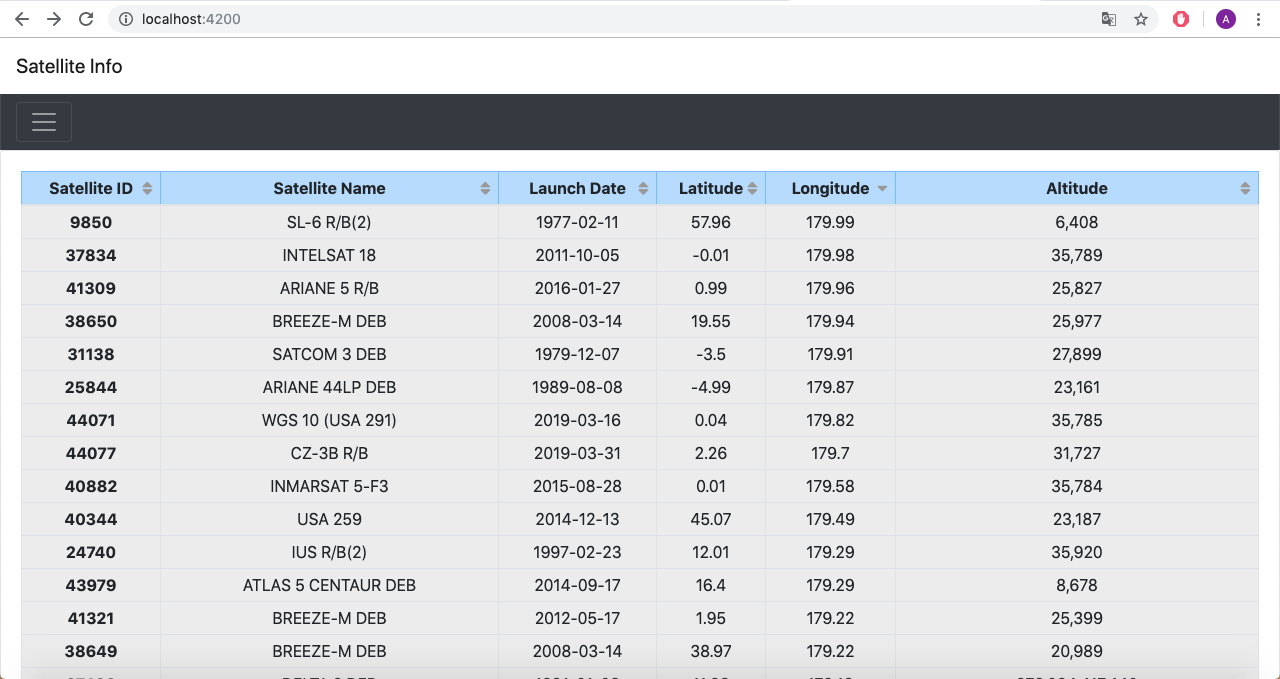 localhost:4200
A
Satellite Info
Satellite ID Satellite Name Launch Date Latitude Longitude Altitude
9850 SL-6 R/B(2) 1977-02-11 57.96 179.99 6,408
37834 INTELSAT 18 2011-10-05 -0.01 179.98 35,789
41309 ARIANE 5 R/B 2016-01-27 0.99 179.96 25,827
38650 BREEZE-M DEB 2008-03-14 19.55 179.94 25,977
31138 SATCOM 3 DEB 1979-12-07 -3.5 179.91 27,899
25844 ARIANE 44LP DEB 1989-08-08 -4.99 179.87 23,161
44071 WGS 10 (USA 291) 2019-03-16 0.04 179.82 35,785
44077 CZ-3B R/B 2019-03-31 2.26 179.7 31,727
40882 INMARSAT 5-F3 2015-08-28 0.01 179.58 35,784
40344 USA 259 2014-12-13 45.07 179.49 23,187
24740 IUS R/B(2) 1997-02-23 12.01 179.29 35,920
43979 ATLAS 5 CENTAUR DEB 2014-09-17 16.4 179.29 8,678
41321 BREEZE-M DEB 2012-05-17 1.95 179.22 25,399
38649 BREEZE-M DEB 2008-03-14 38.97 179.22 20,989